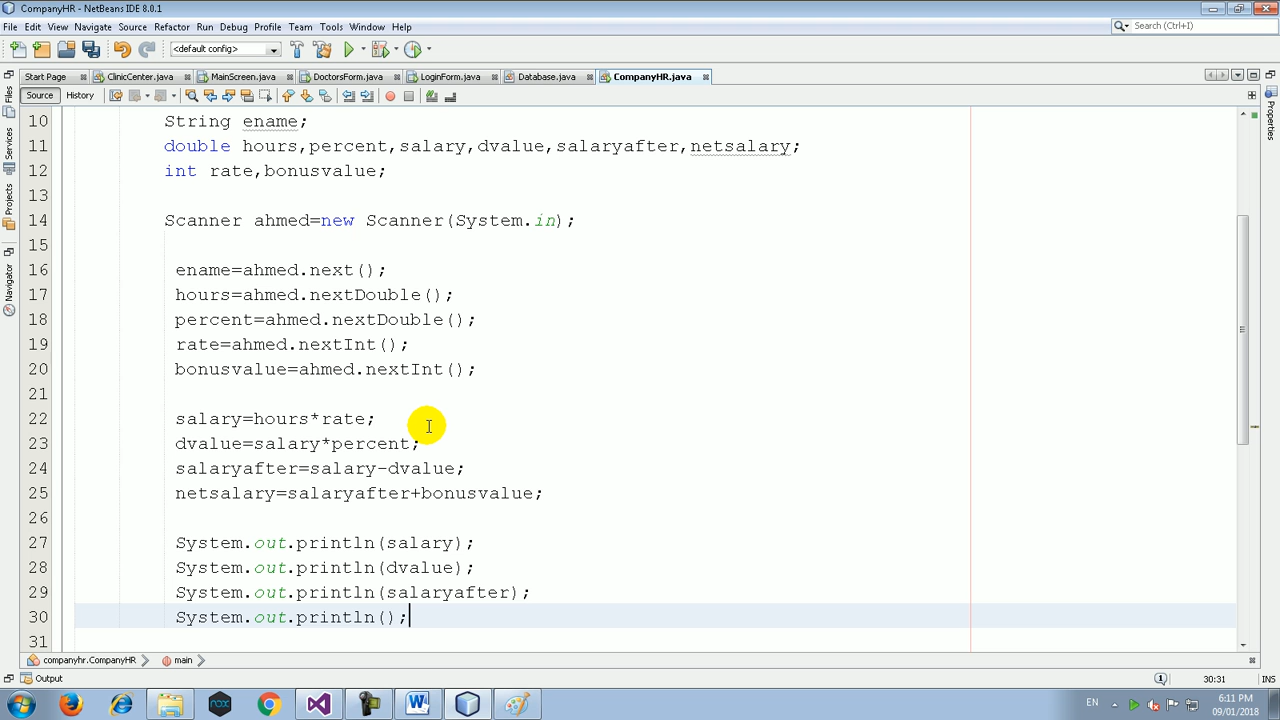 CompanyHR - NetBeans IDE 8.0.1
File Edit View Navigate Source Refactor Run Debug Profile Team Tools Window Help
Search (Ctrl+I)
<default config>
Start Page ClinicCenter.java MainScreen.java DoctorsForm.java LoginForm.java Database.java CompanyHR.java
Source History
Files
Services
Projects
Navigator
Properties
10 String ename;
11 double hours,percent,salary,dvalue,salaryafter,netsalary;
12 int rate,bonusvalue;
13
14 Scanner ahmed=new Scanner(System.in);
15
16 ename=ahmed.next();
17 hours=ahmed.nextDouble();
18 percent=ahmed.nextDouble();
19 rate=ahmed.nextInt();
20 bonusvalue=ahmed.nextInt();
21
22 salary=hours*rate;
23 dvalue=salary*percent;
24 salaryafter=salary-dvalue;
25 netsalary=salaryafter+bonusvalue;
26
27 System.out.println(salary);
28 System.out.println(dvalue);
29 System.out.println(salaryafter);
30 System.out.println();
31
companyhr.CompanyHR main
Output
1 30:31 INS
nox
EN
6:11 PM
09/01/2018